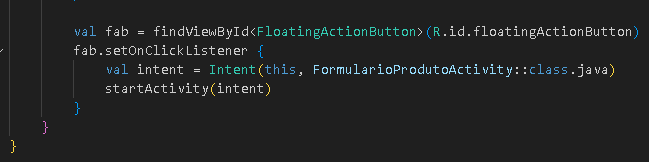 val fab = findViewById<FloatingActionButton>(R.id.floatingActionButton)
fab.setOnClickListener {
val intent = Intent(this, FormularioProdutoActivity::class.java)
startActivity(intent)
}
}
}